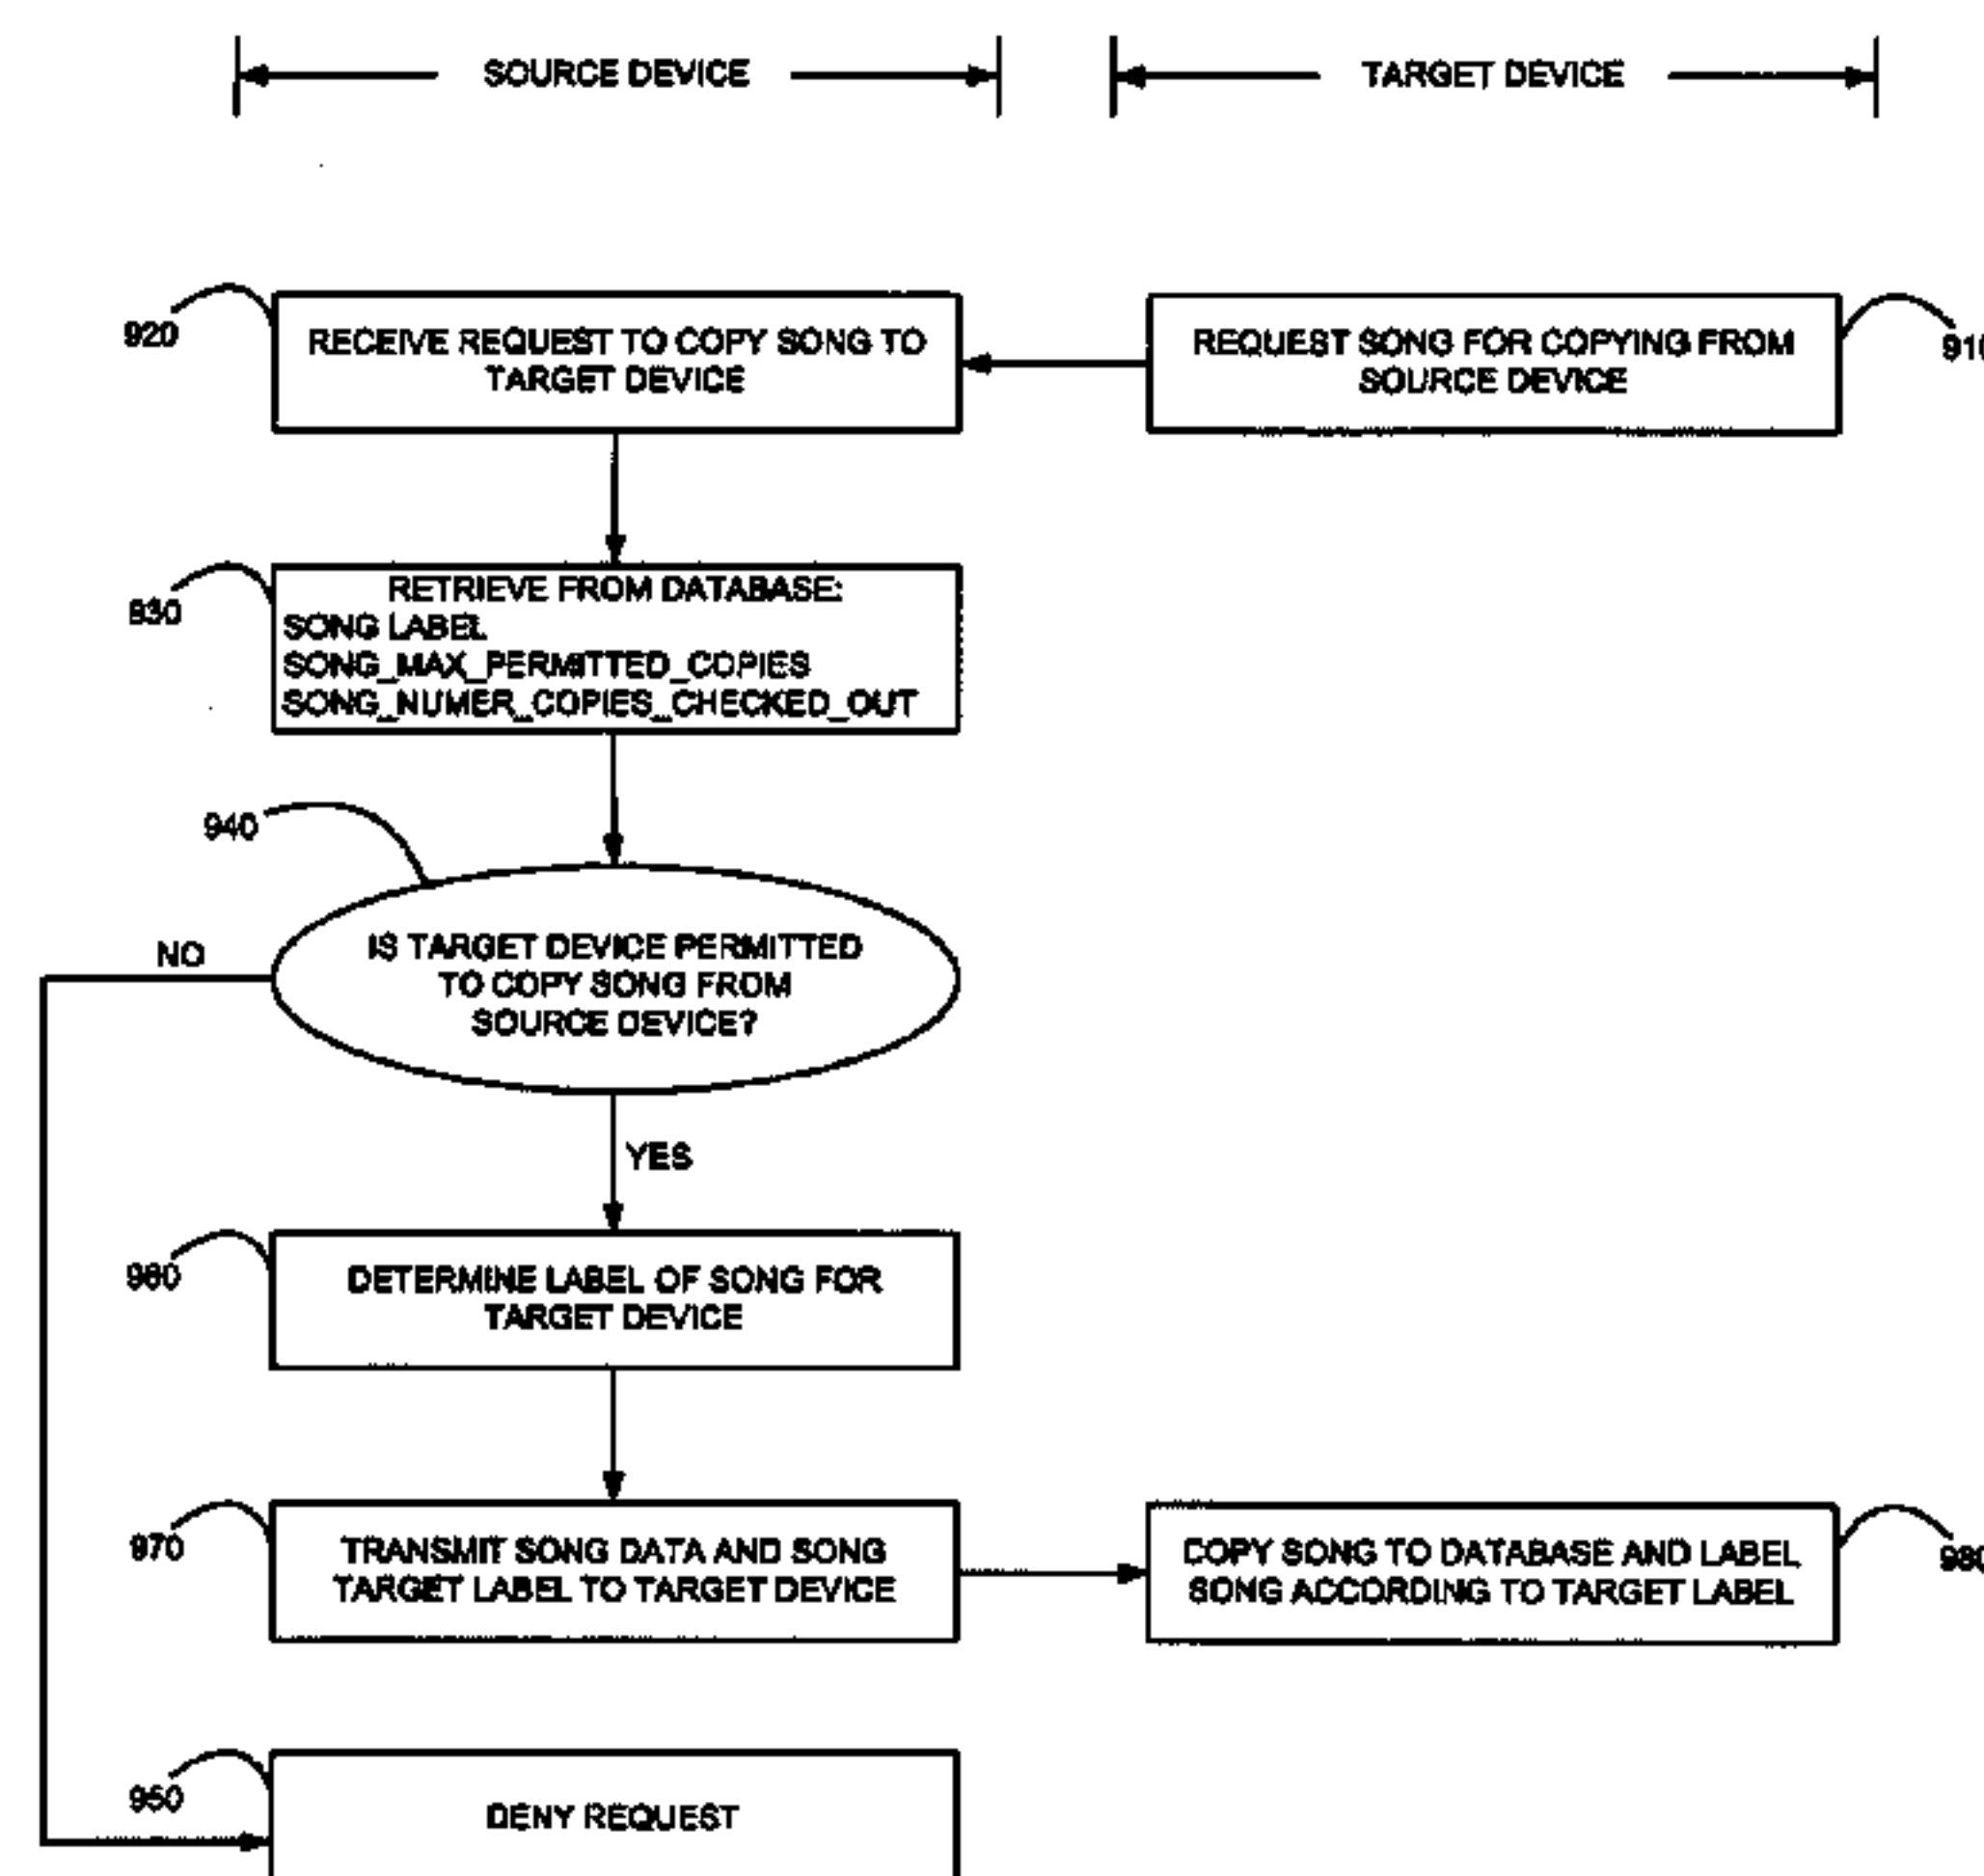 SOURCE DEVICE
TARGET DEVICE
920
RECEIVE REQUEST TO COPY SONG TO
TARGET DEVICE
REQUEST SONG FOR COPYING FROM
SOURCE DEVICE
910
930
RETRIEVE FROM DATABASE:
SONG LABEL
SONG_MAX_PERMITTED_COPIES
SONG_NUMER_COPIES_CHECKED_OUT
940
NO
IS TARGET DEVICE PERMITTED
TO COPY SONG FROM
SOURCE DEVICE?
YES
960
DETERMINE LABEL OF SONG FOR
TARGET DEVICE
970
TRANSMIT SONG DATA AND SONG
TARGET LABEL TO TARGET DEVICE
COPY SONG TO DATABASE AND LABEL
SONG ACCORDING TO TARGET LABEL
980
950
DENY REQUEST